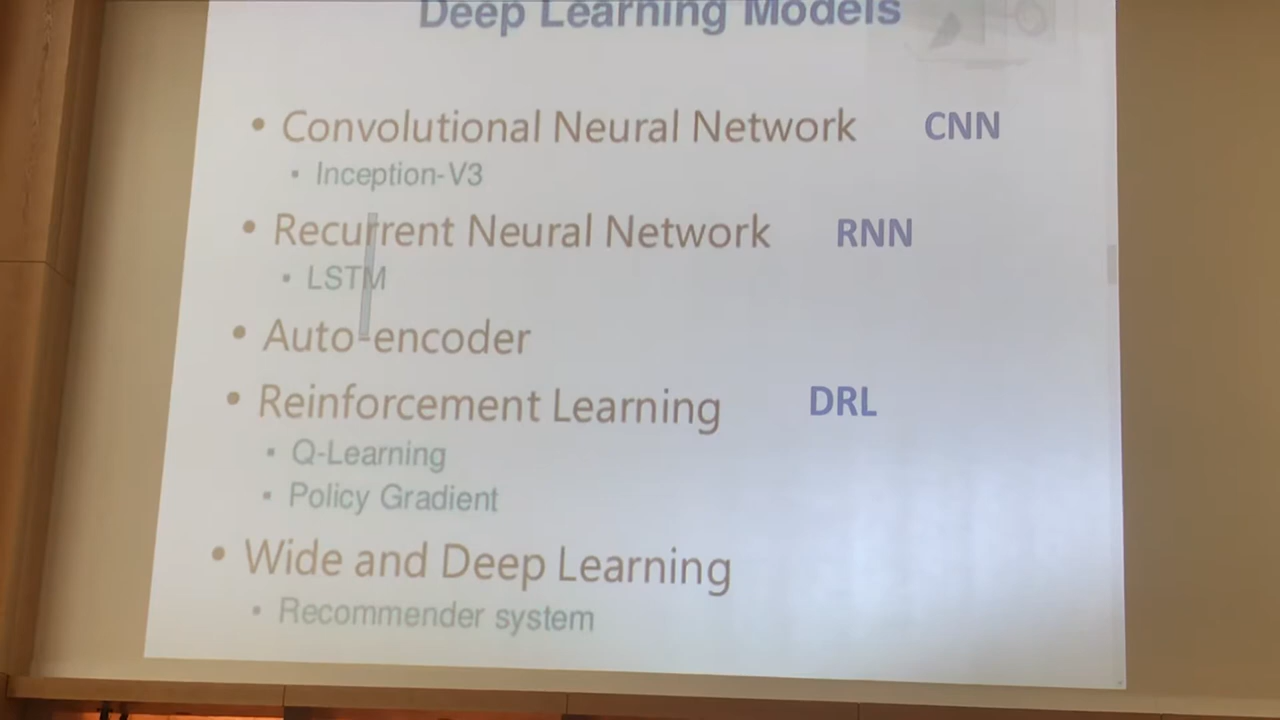 Deep Learning Models
• Convolutional Neural Network CNN
▪ Inception-V3
• Recurrent Neural Network RNN
▪ LSTM
• Auto-encoder
• Reinforcement Learning DRL
▪ Q-Learning
▪ Policy Gradient
• Wide and Deep Learning
▪ Recommender system